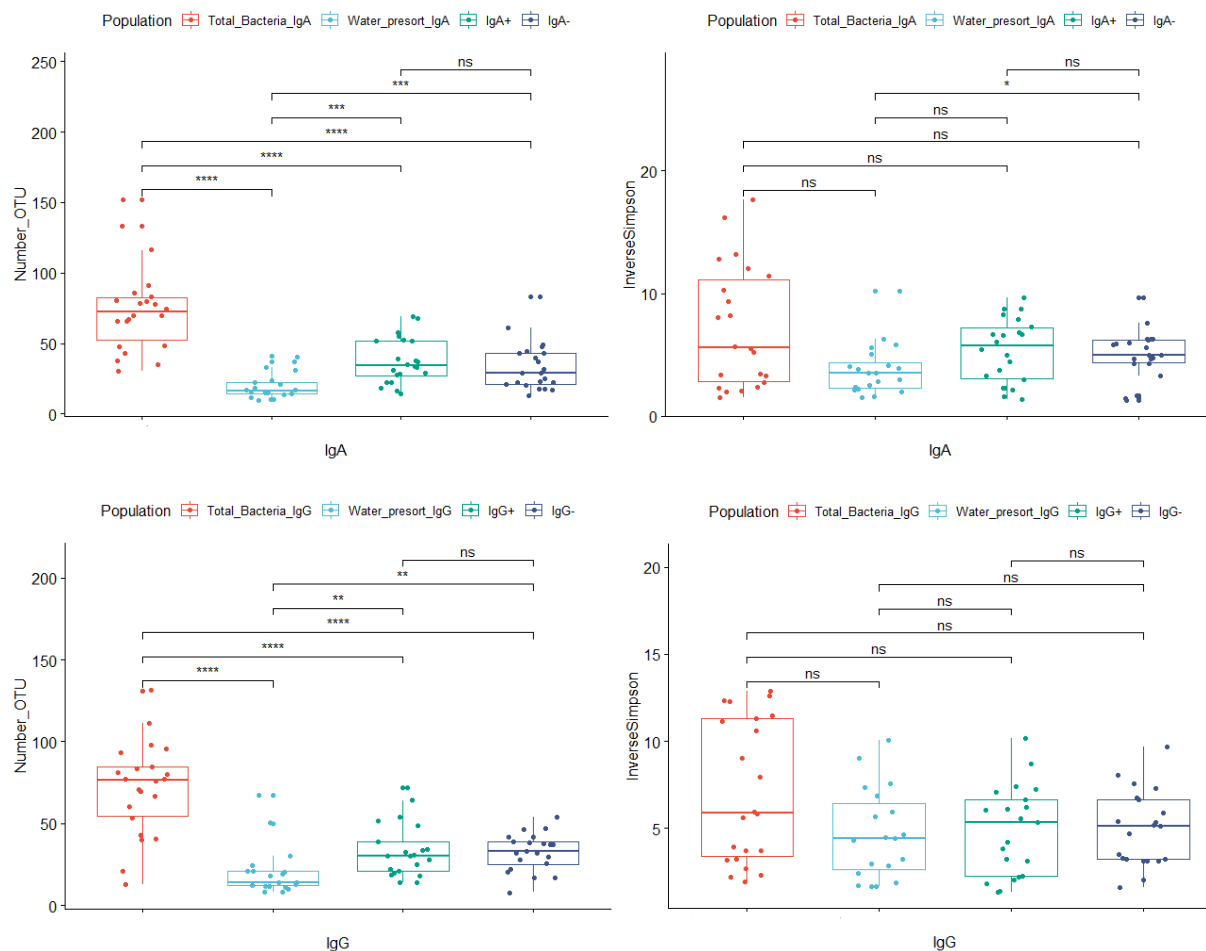 Population Total_Bacteria_IgA Water_presort_IgA IgA+ IgA-
250
200
150
100
50
0
Number_OTU
ns
***
***
****
****
****
IgA
Population Total_Bacteria_IgA Water_presort_IgA IgA+ IgA-
20
10
0
InverseSimpson
ns
*
ns
ns
ns
ns
IgA
Population Total_Bacteria_IgG Water_presort_IgG IgG+ IgG-
200
150
100
50
0
Number_OTU
ns
**
**
****
****
****
IgG
Population Total_Bacteria_IgG Water_presort_IgG IgG+ IgG-
20
15
10
5
InverseSimpson
ns
ns
ns
ns
ns
ns
IgG